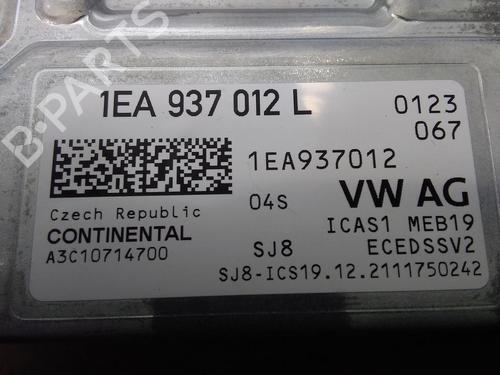 B-PARTS
1EA 937 012 L
0123
067
1EA937012
04S
VW AG
Czech Republic
ICAS1 MEB19
CONTINENTAL
SJ8
ECEDSSV2
A3C10714700
SJ8-ICS19.12.2111750242